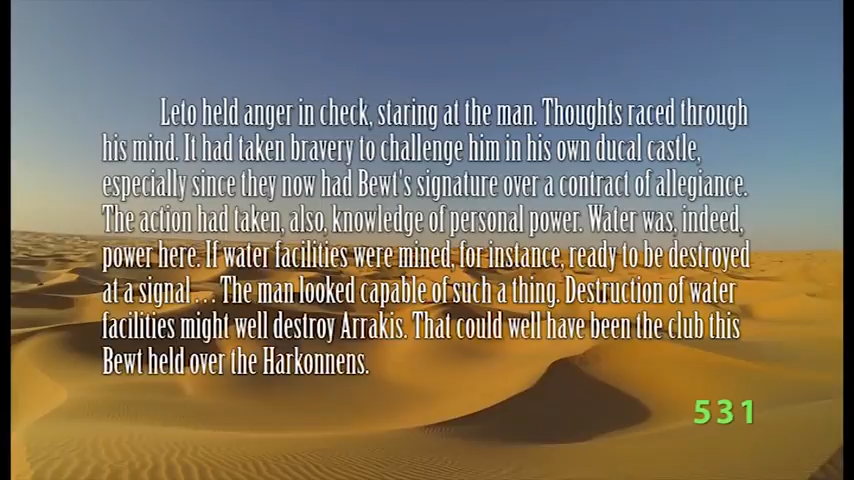 Leto held anger in check, staring at the man. Thoughts raced through
his mind. It had taken bravery to challenge him in his own ducal castle,
especially since they now had Bewt's signature over a contract of allegiance.
The action had taken, also, knowledge of personal power. Water was, indeed,
power here. If water facilities were mined, for instance, ready to be destroyed
at a signal . . . The man looked capable of such a thing. Destruction of water
facilities might well destroy Arrakis. That could well have been the club this
Bewt held over the Harkonnens.
531